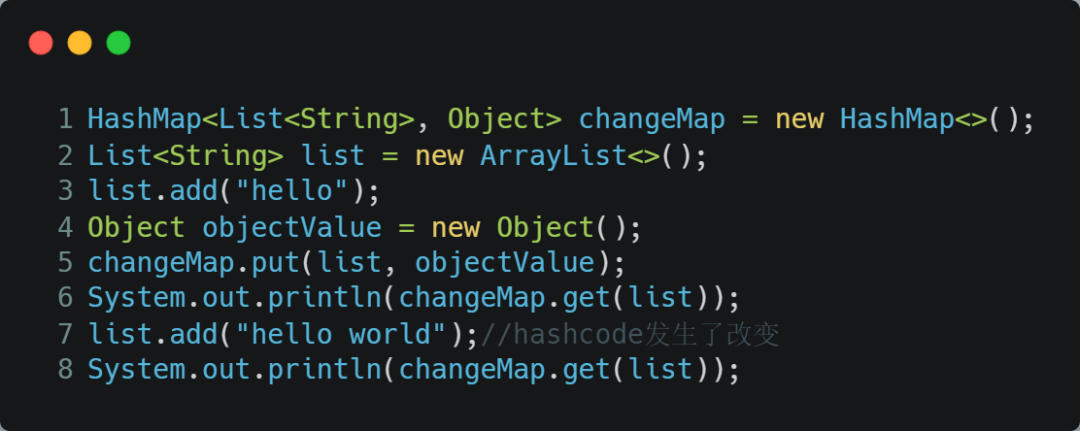 1 HashMap<List<String>, Object> changeMap = new HashMap<>();
2 List<String> list = new ArrayList<>();
3 list.add("hello");
4 Object objectValue = new Object();
5 changeMap.put(list, objectValue);
6 System.out.println(changeMap.get(list));
7 list.add("hello world");//hashcode发生了改变
8 System.out.println(changeMap.get(list));